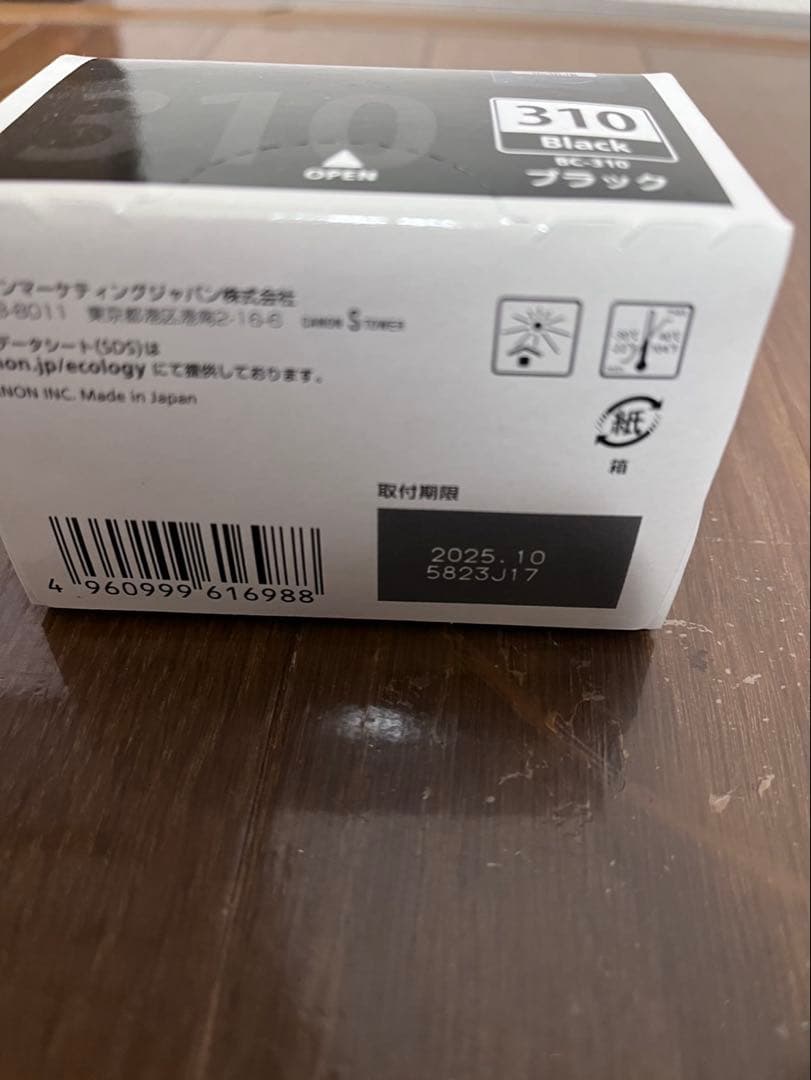 310
310
Black
BC-310
ブラック
OPEN
ンマーケティングジャパン株式会社
8011 東京都港区港南2-16-6 CANON S TOWER
データシート(SDS)は
non.jp/ecology にて提供しております。
NON INC. Made in Japan
紙
箱
取付期限
2025.10
5823J17
4 960999 616988